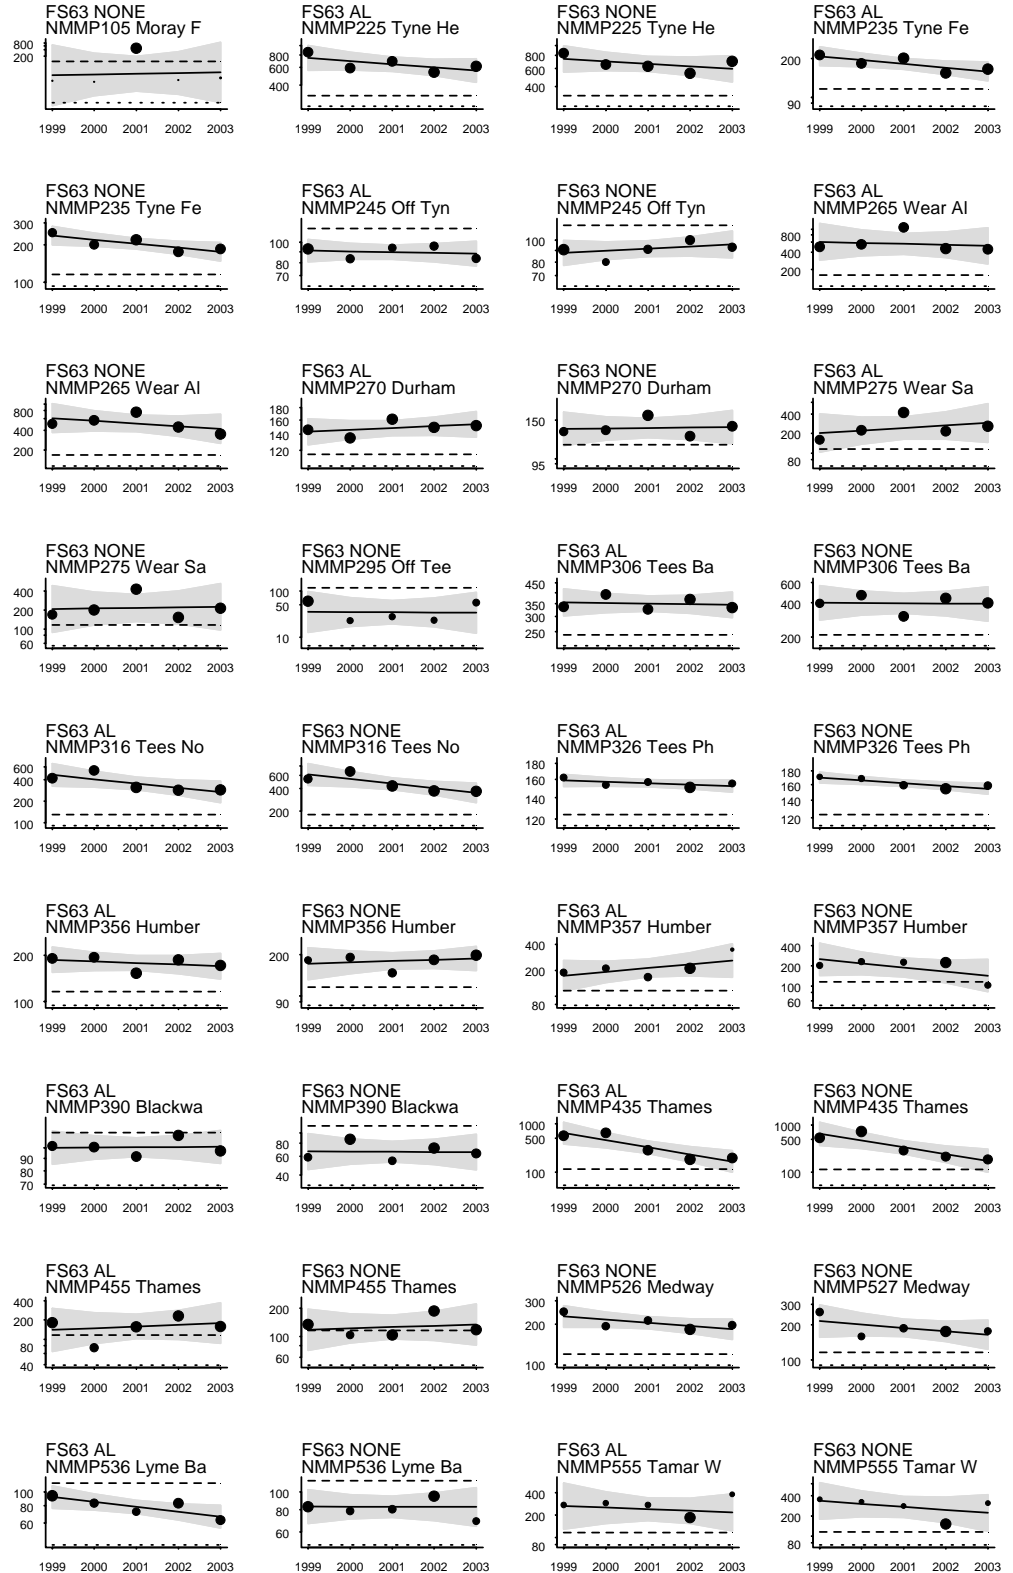 FS63 NONE
NMMP105 Moray F
800
200
1999 2000 2001 2002 2003
FS63 AL
NMMP225 Tyne He
800
600
400
1999 2000 2001 2002 2003
FS63 NONE
NMMP225 Tyne He
800
600
400
1999 2000 2001 2002 2003
FS63 AL
NMMP235 Tyne Fe
200
90
1999 2000 2001 2002 2003
FS63 NONE
NMMP235 Tyne Fe
300
200
100
1999 2000 2001 2002 2003
FS63 AL
NMMP245 Off Tyn
100
80
70
1999 2000 2001 2002 2003
FS63 NONE
NMMP245 Off Tyn
100
80
70
1999 2000 2001 2002 2003
FS63 AL
NMMP265 Wear Al
800
400
200
1999 2000 2001 2002 2003
FS63 NONE
NMMP265 Wear Al
800
400
200
1999 2000 2001 2002 2003
FS63 AL
NMMP270 Durham
180
160
140
120
1999 2000 2001 2002 2003
FS63 NONE
NMMP270 Durham
150
95
1999 2000 2001 2002 2003
FS63 AL
NMMP275 Wear Sa
400
200
80
1999 2000 2001 2002 2003
FS63 NONE
NMMP275 Wear Sa
400
200
100
60
1999 2000 2001 2002 2003
FS63 NONE
NMMP295 Off Tee
100
50
10
1999 2000 2001 2002 2003
FS63 AL
NMMP306 Tees Ba
450
350
300
250
1999 2000 2001 2002 2003
FS63 NONE
NMMP306 Tees Ba
600
400
200
1999 2000 2001 2002 2003
FS63 AL
NMMP316 Tees No
600
400
200
100
1999 2000 2001 2002 2003
FS63 NONE
NMMP316 Tees No
600
400
200
1999 2000 2001 2002 2003
FS63 AL
NMMP326 Tees Ph
180
160
140
120
1999 2000 2001 2002 2003
FS63 NONE
NMMP326 Tees Ph
180
160
140
120
1999 2000 2001 2002 2003
FS63 AL
NMMP356 Humber
200
100
1999 2000 2001 2002 2003
FS63 NONE
NMMP356 Humber
200
90
1999 2000 2001 2002 2003
FS63 AL
NMMP357 Humber
400
200
80
1999 2000 2001 2002 2003
FS63 NONE
NMMP357 Humber
400
200
100
60
1999 2000 2001 2002 2003
FS63 AL
NMMP390 Blackwa
90
80
70
1999 2000 2001 2002 2003
FS63 NONE
NMMP390 Blackwa
80
60
40
1999 2000 2001 2002 2003
FS63 AL
NMMP435 Thames
1000
500
100
1999 2000 2001 2002 2003
FS63 NONE
NMMP435 Thames
1000
500
100
1999 2000 2001 2002 2003
FS63 AL
NMMP455 Thames
400
200
80
40
1999 2000 2001 2002 2003
FS63 NONE
NMMP455 Thames
200
100
60
1999 2000 2001 2002 2003
FS63 NONE
NMMP526 Medway
300
200
100
1999 2000 2001 2002 2003
FS63 NONE
NMMP527 Medway
300
200
100
1999 2000 2001 2002 2003
FS63 AL
NMMP536 Lyme Ba
100
80
60
1999 2000 2001 2002 2003
FS63 NONE
NMMP536 Lyme Ba
100
80
60
1999 2000 2001 2002 2003
FS63 AL
NMMP555 Tamar W
400
200
80
1999 2000 2001 2002 2003
FS63 NONE
NMMP555 Tamar W
400
200
80
1999 2000 2001 2002 2003